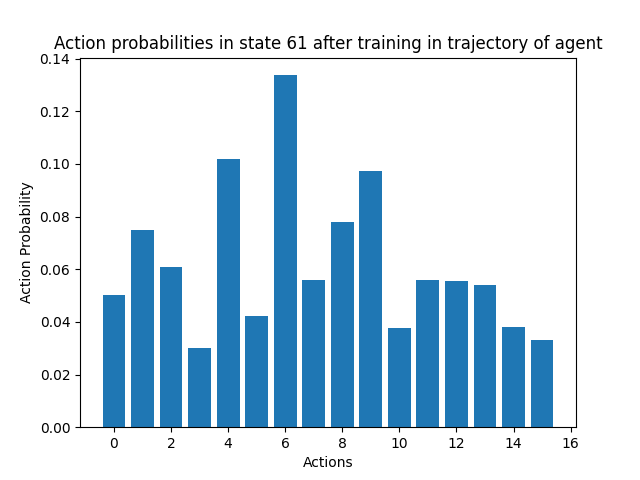 Action probabilities in state 61 after training in trajectory of agent
0.14
0.12
0.10
0.08
0.06
0.04
0.02
0.00
Action Probability
0 2 4 6 8 10 12 14 16
Actions